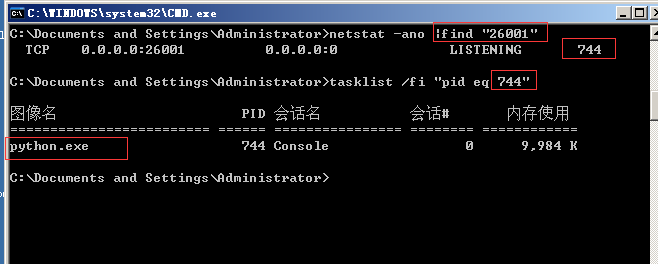 C:\WINDOWS\system32\CMD.exe
C:\Documents and Settings\Administrator>netstat -ano |find "26001"
TCP 0.0.0.0:26001 0.0.0.0:0 LISTENING 744
C:\Documents and Settings\Administrator>tasklist /fi "pid eq 744"
图像名 PID 会话名 会话# 内存使用
========================= ====== ================ ======== ============
python.exe 744 Console 0 9,984 K
C:\Documents and Settings\Administrator>